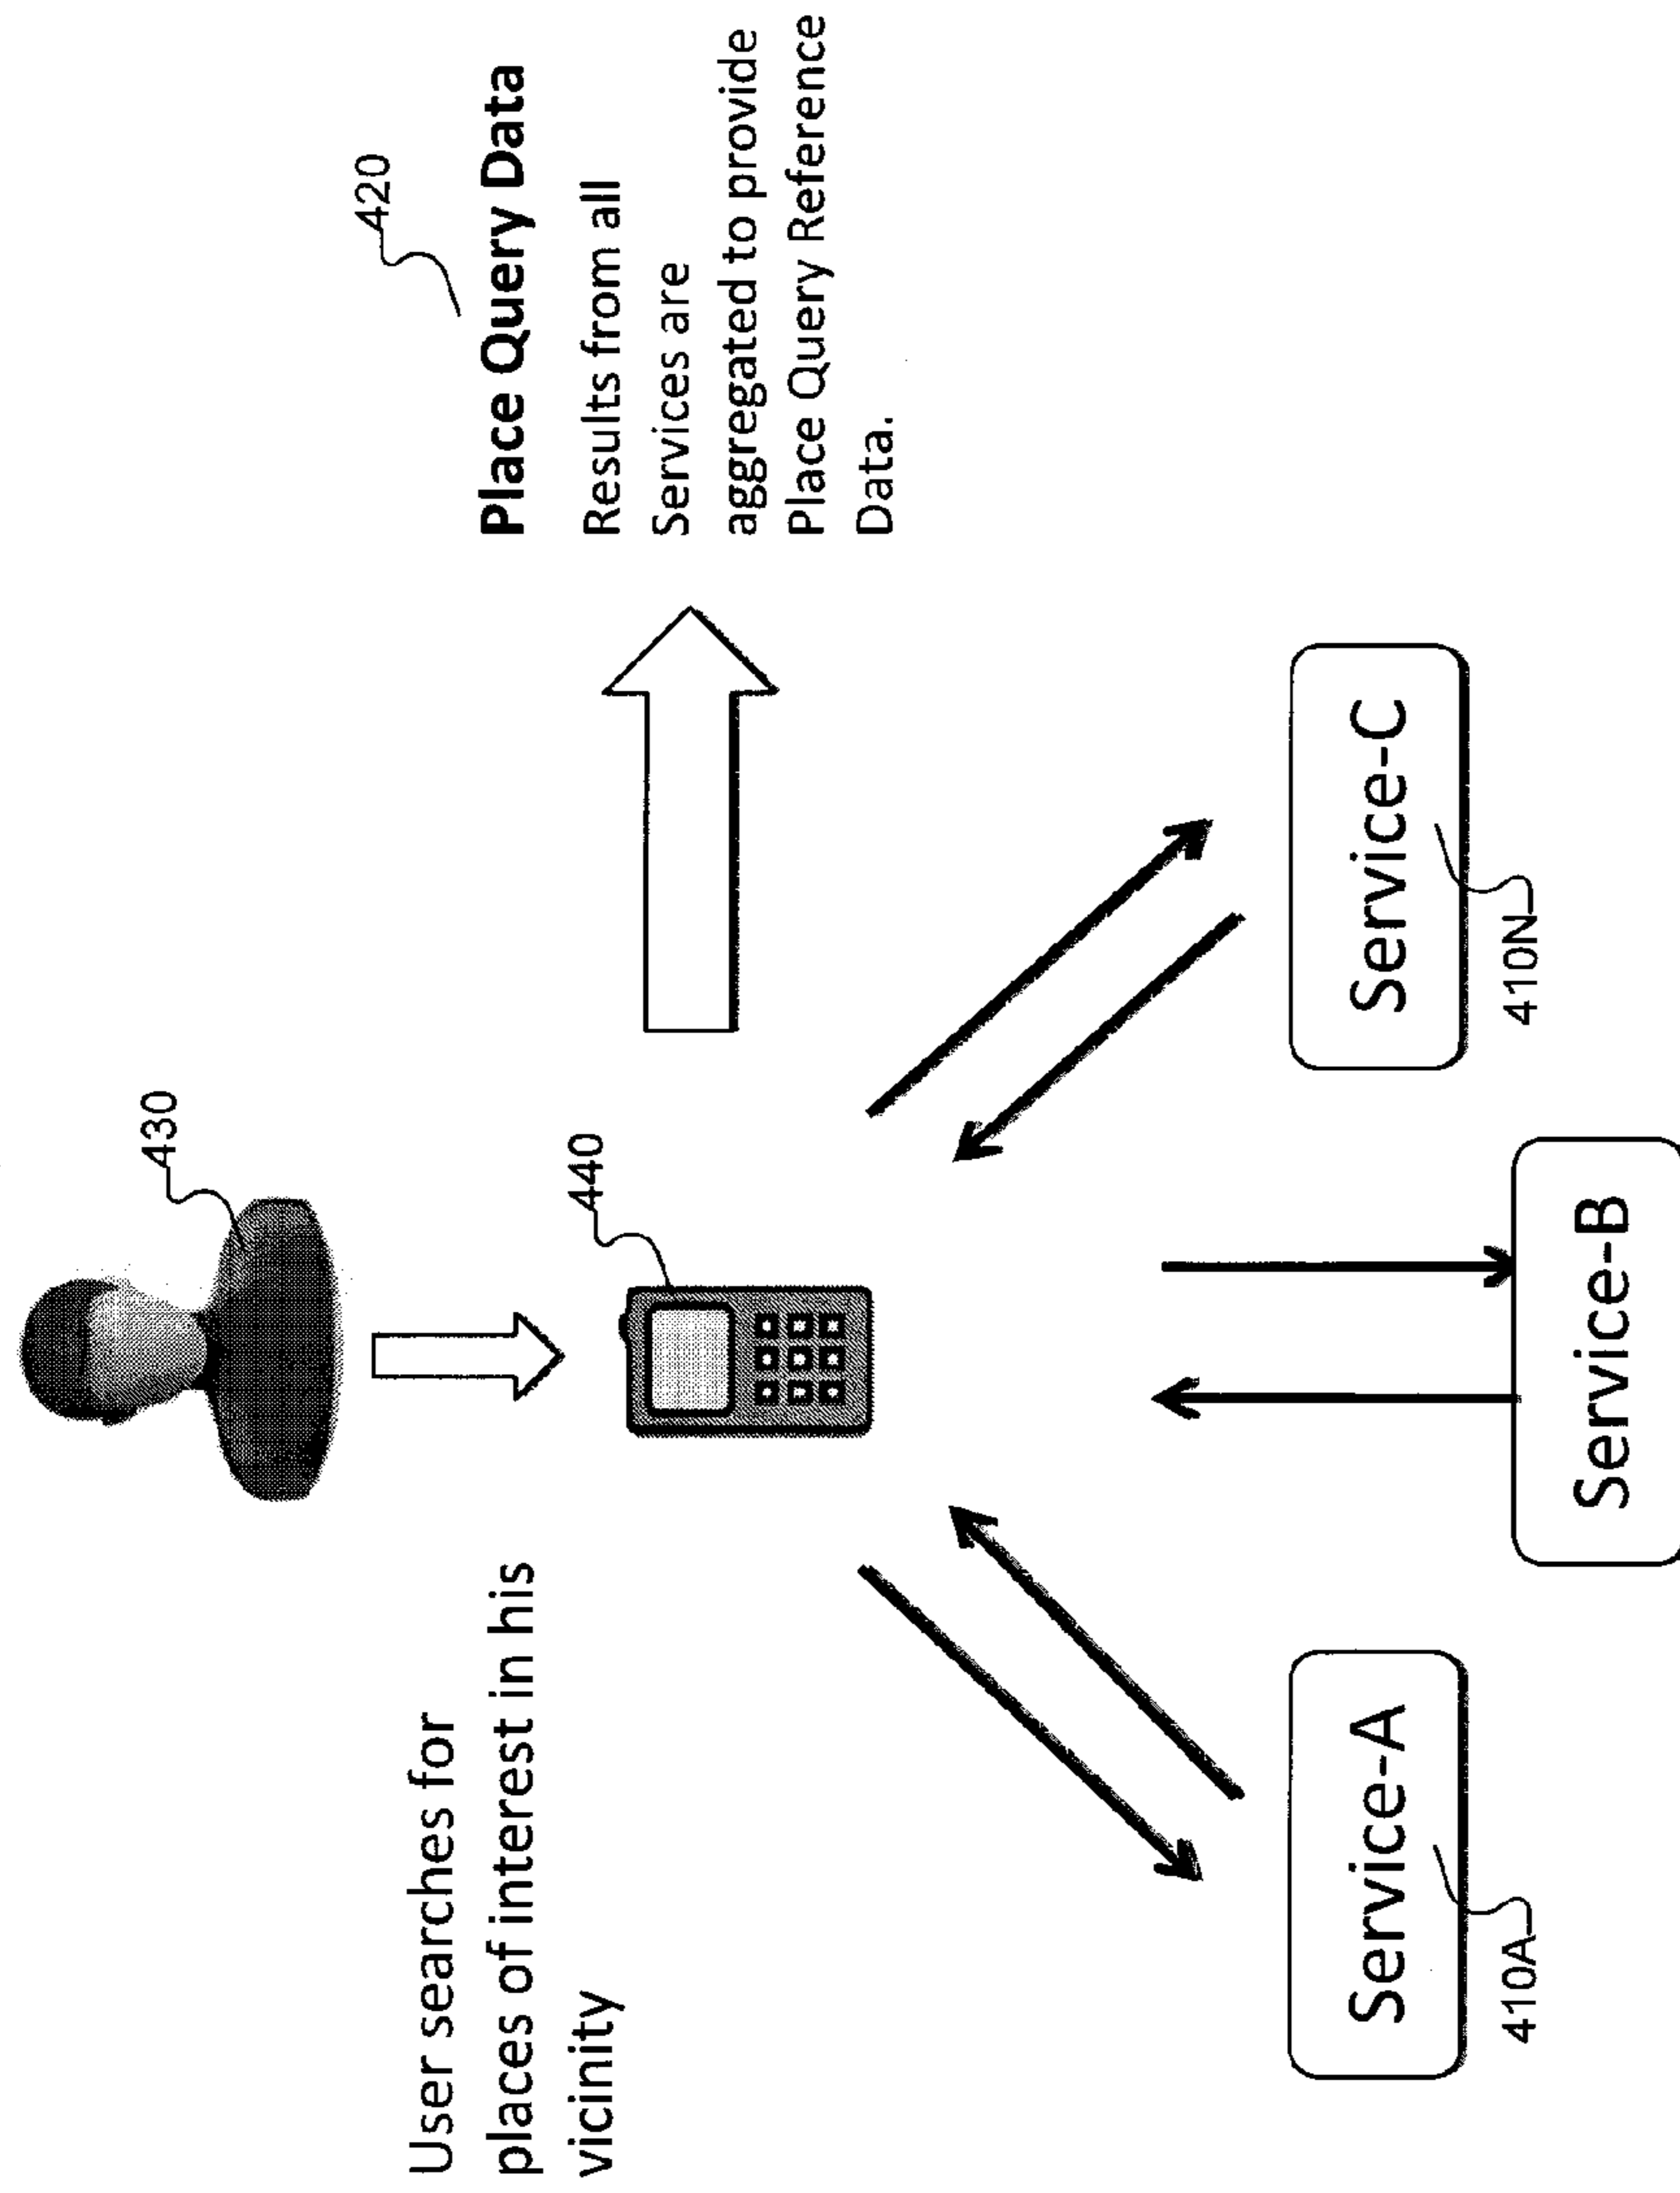 430
User searches for
places of interest in his
vicinity
440
420
Place Query Data
Results from all
Services are
aggregated to provide
Place Query Reference
Data.
Service-A
410A
Service-B
Service-C
410N